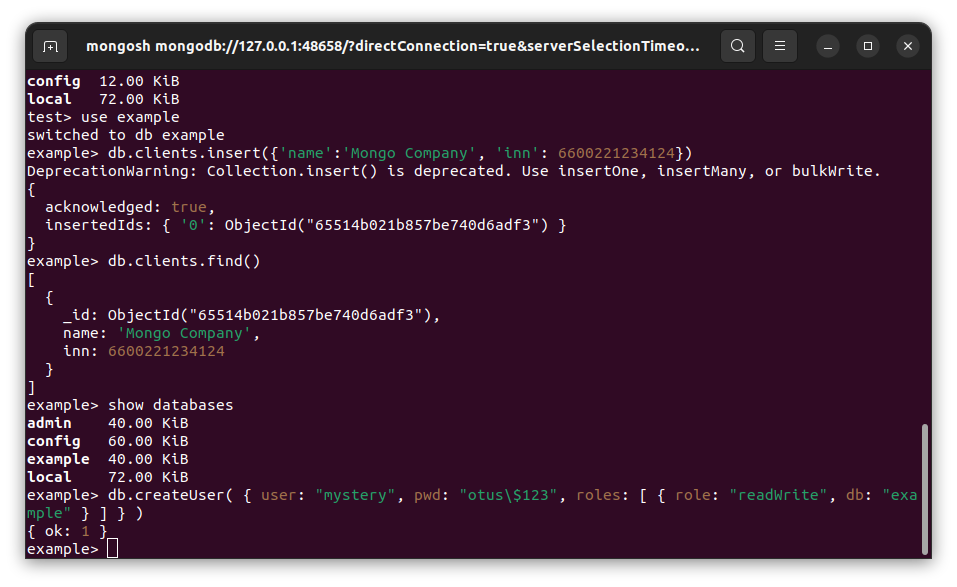 mongosh mongodb://127.0.0.1:48658/?directConnection=true&serverSelectionTimeo...
config  12.00 KiB
local   72.00 KiB
test> use example
switched to db example
example> db.clients.insert({'name':'Mongo Company', 'inn': 6600221234124})
DeprecationWarning: Collection.insert() is deprecated. Use insertOne, insertMany, or bulkWrite.
{
  acknowledged: true,
  insertedIds: { '0': ObjectId("65514b021b857be740d6adf3") }
}
example> db.clients.find()
[
  {
    _id: ObjectId("65514b021b857be740d6adf3"),
    name: 'Mongo Company',
    inn: 6600221234124
  }
]
example> show databases
admin    40.00 KiB
config   60.00 KiB
example  40.00 KiB
local    72.00 KiB
example> db.createUser( { user: "mystery", pwd: "otus\$123", roles: [ { role: "readWrite", db: "exa
mple" } ] } )
{ ok: 1 }
example>